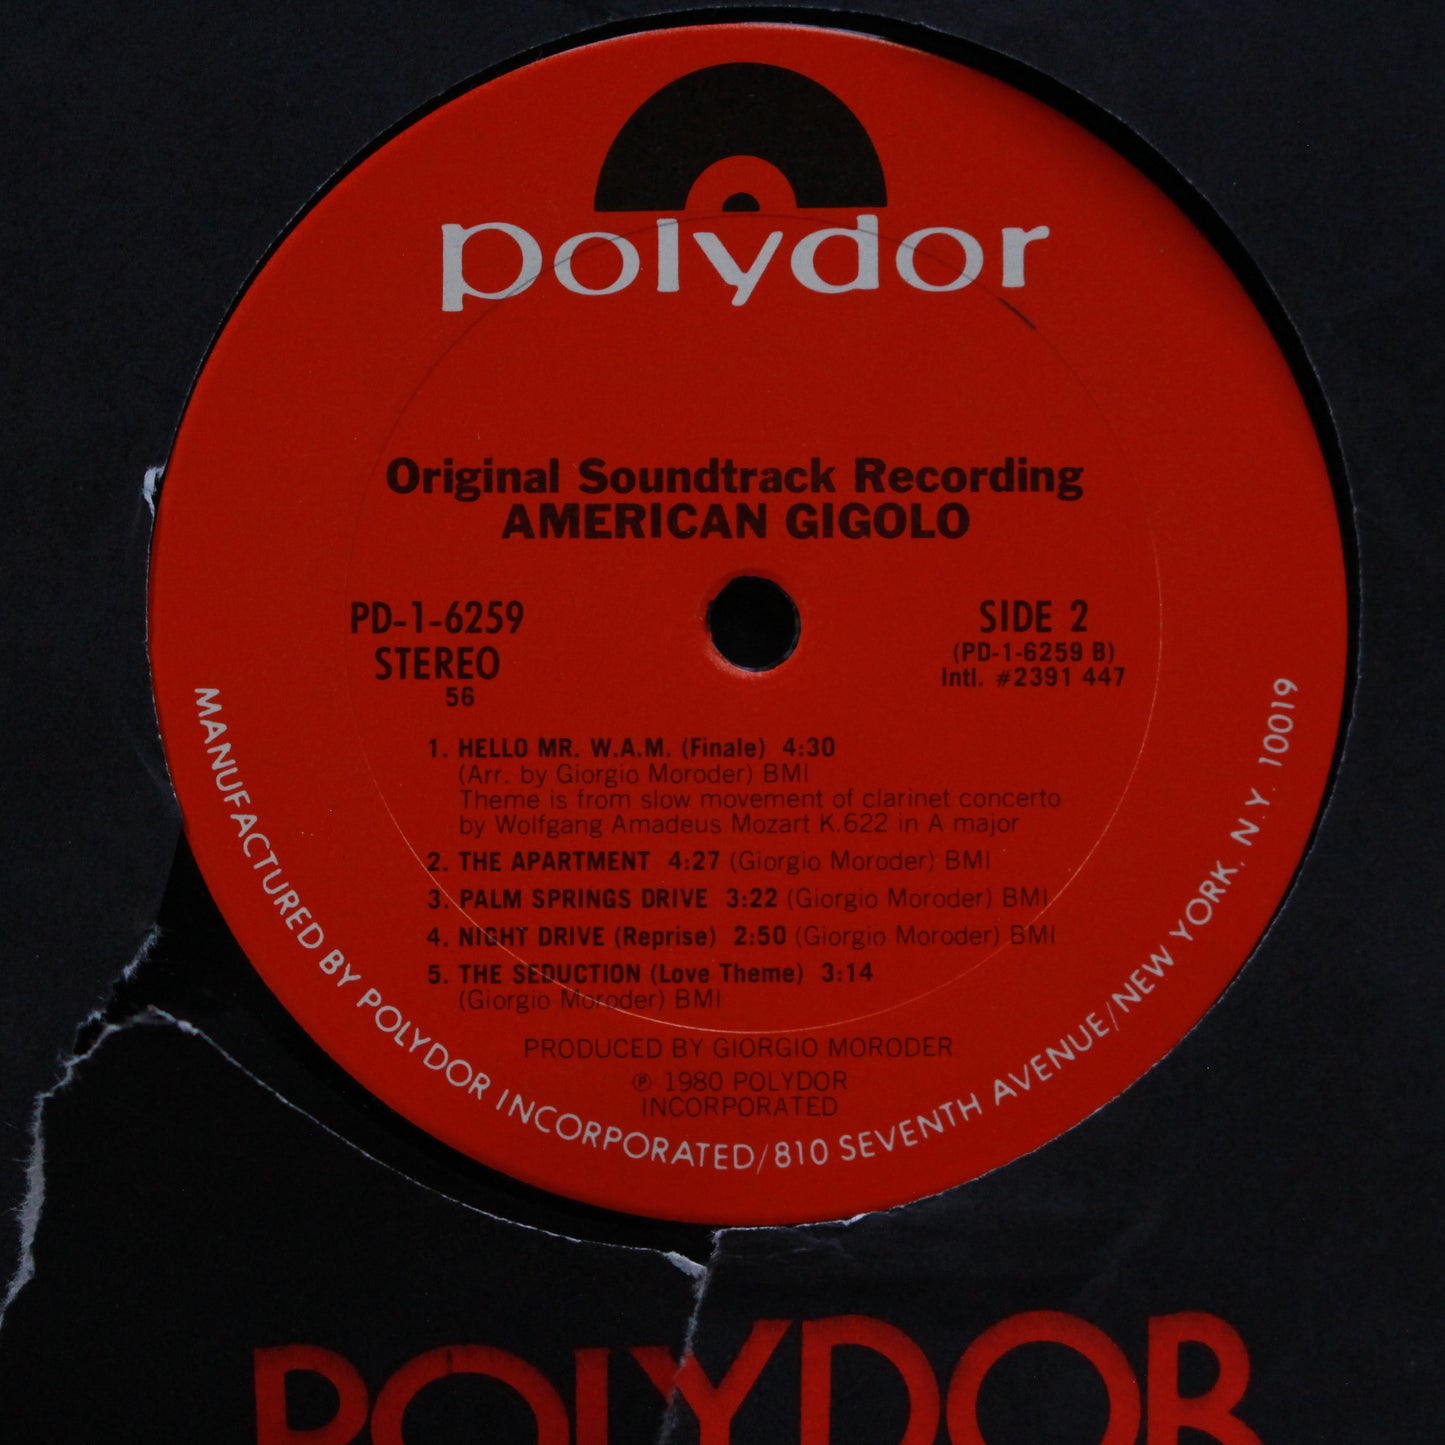 polydor
Original Soundtrack Recording
AMERICAN GIGOLO
PD-1-6259
STEREO
56
SIDE 2
(PD-1-6259 B)
Intl. #2391 447
1. HELLO MR. W.A.M. (Finale) 4:30
(Arr. by Giorgio Moroder) BMI
Theme is from slow movement of clarinet concerto
by Wolfgang Amadeus Mozart K.622 in A major
2. THE APARTMENT 4:27 (Giorgio Moroder) BMI
3. PALM SPRINGS DRIVE 3:22 (Giorgio Moroder) BMI
4. NIGHT DRIVE (Reprise) 2:50 (Giorgio Moroder) BMI
5. THE SEDUCTION (Love Theme) 3:14
(Giorgio Moroder) BMI
PRODUCED BY GIORGIO MORODER
℗ 1980 POLYDOR
INCORPORATED
MANUFACTURED BY POLYDOR INCORPORATED/810 SEVENTH AVENUE/NEW YORK, N.Y. 10019
POLYDOR